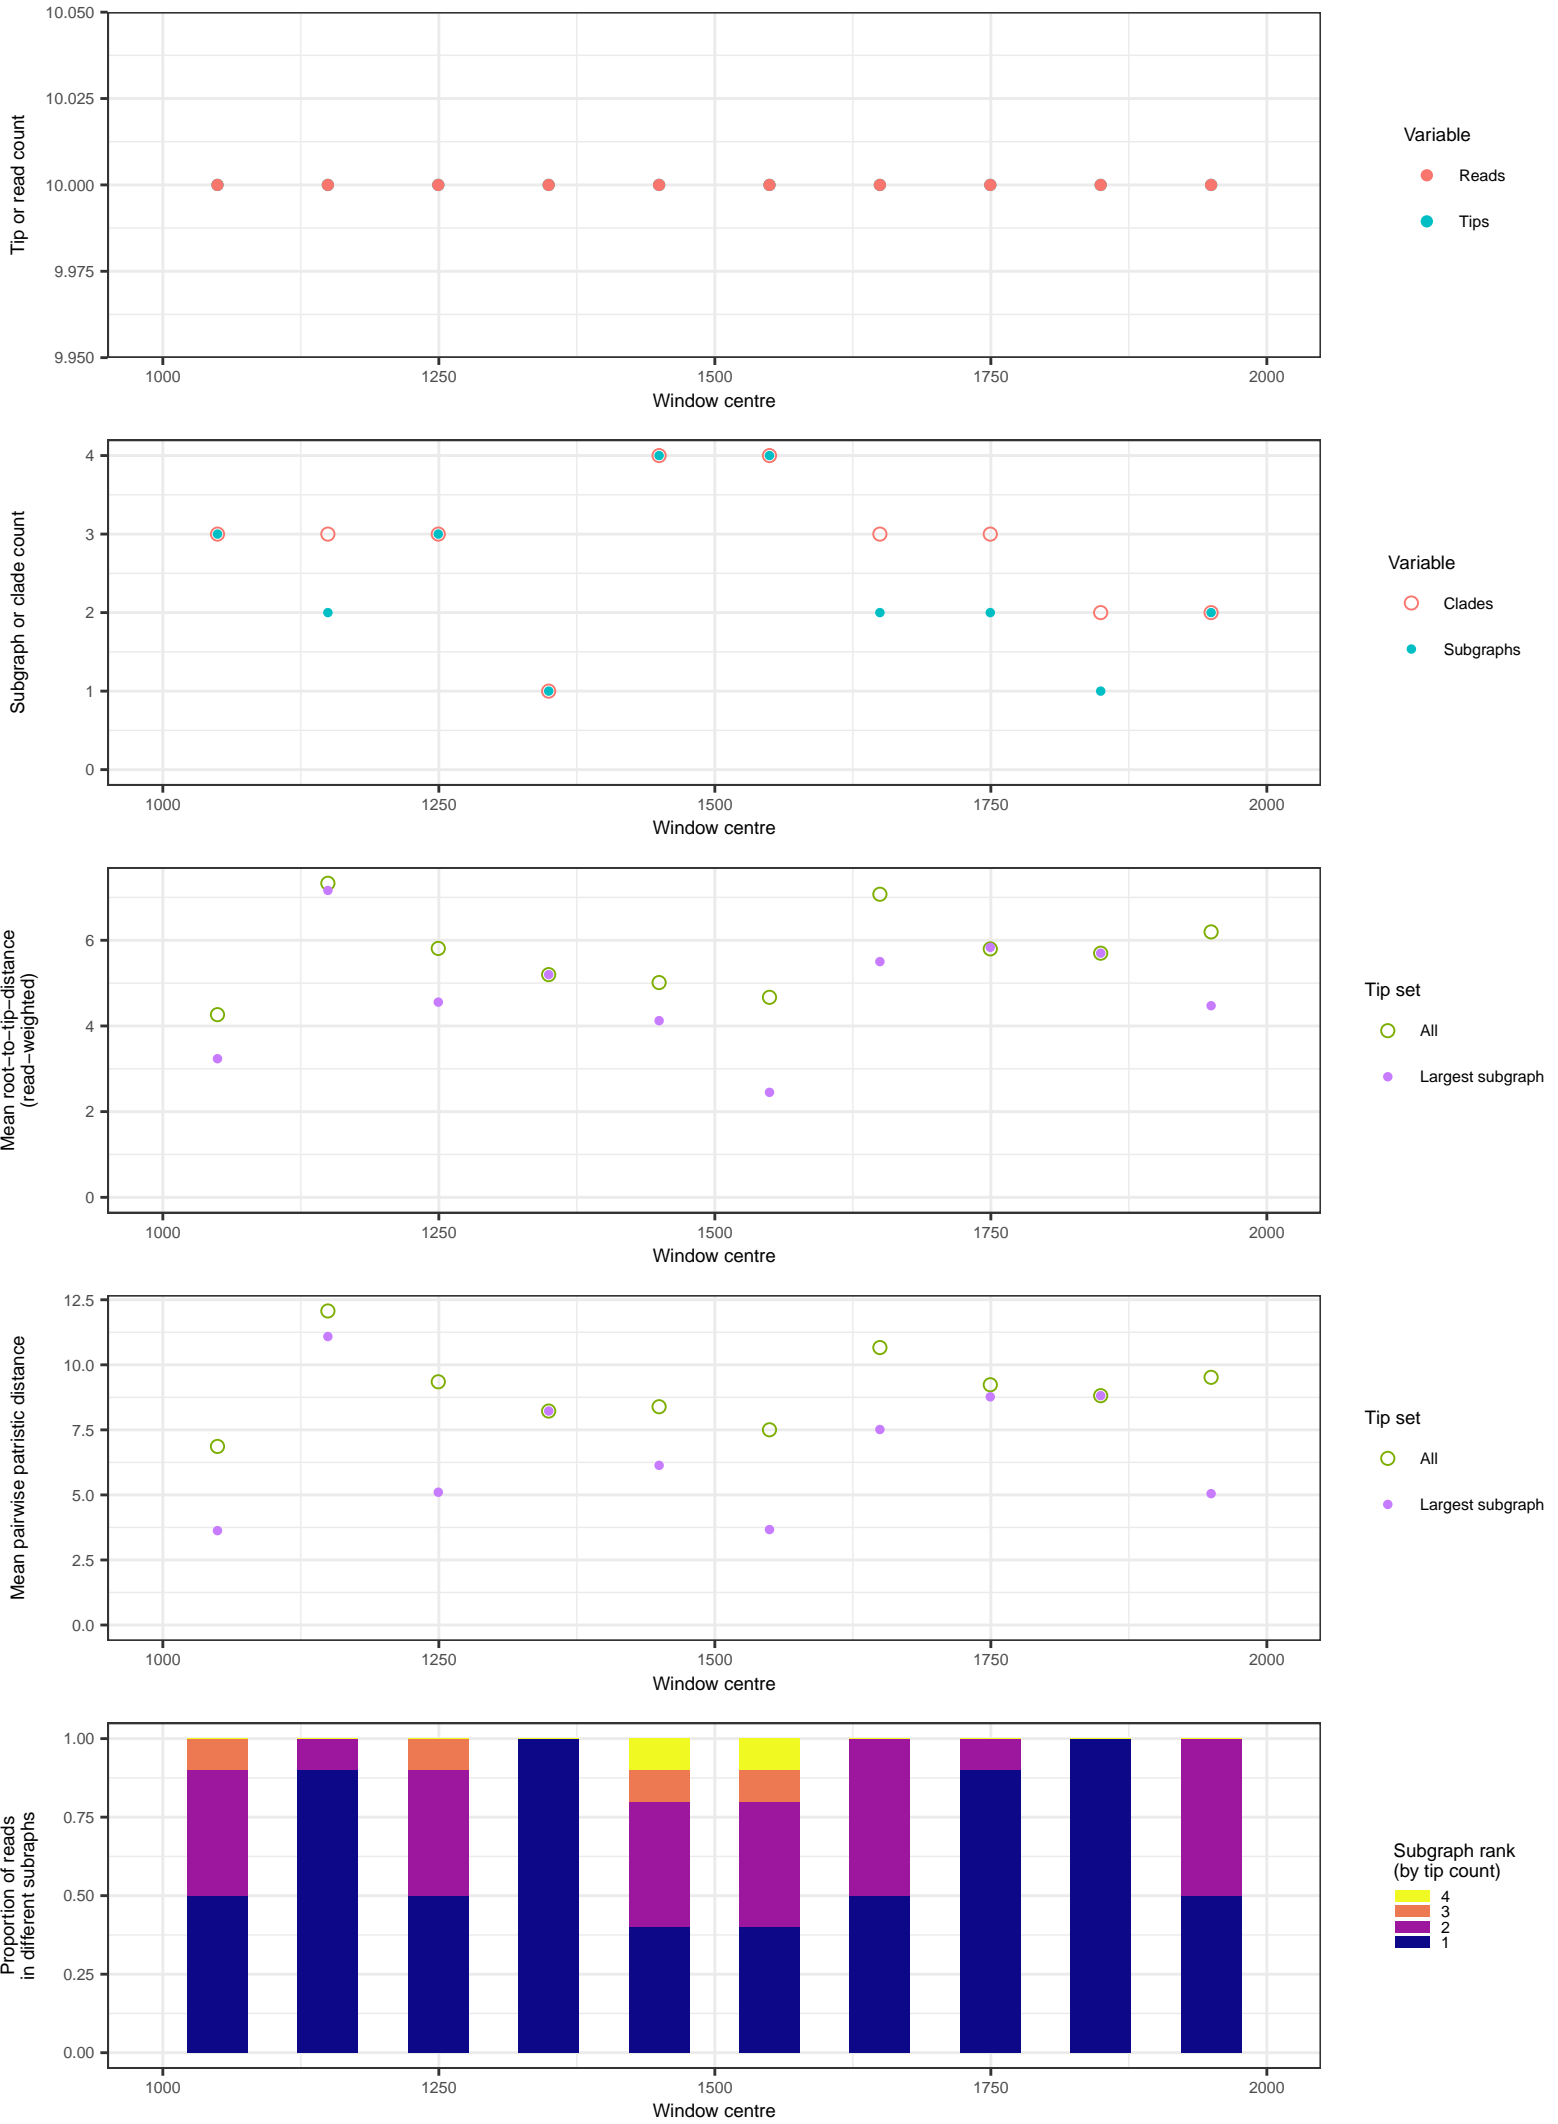 10.050
10.025
10.000
9.975
9.950
Tip or read count
1000 1250 1500 1750 2000
Window centre
Variable
Reads
Tips
4
3
2
1
0
Subgraph or clade count
1000 1250 1500 1750 2000
Window centre
Variable
Clades
Subgraphs
6
4
2
0
Mean root−to−tip−distance
(read−weighted)
1000 1250 1500 1750 2000
Window centre
Tip set
All
Largest subgraph
12.5
10.0
7.5
5.0
2.5
0.0
Mean pairwise patristic distance
1000 1250 1500 1750 2000
Window centre
Tip set
All
Largest subgraph
1.00
0.75
0.50
0.25
0.00
Proportion of reads
in different subraphs
1000 1250 1500 1750 2000
Window centre
Subgraph rank
(by tip count)
4
3
2
1